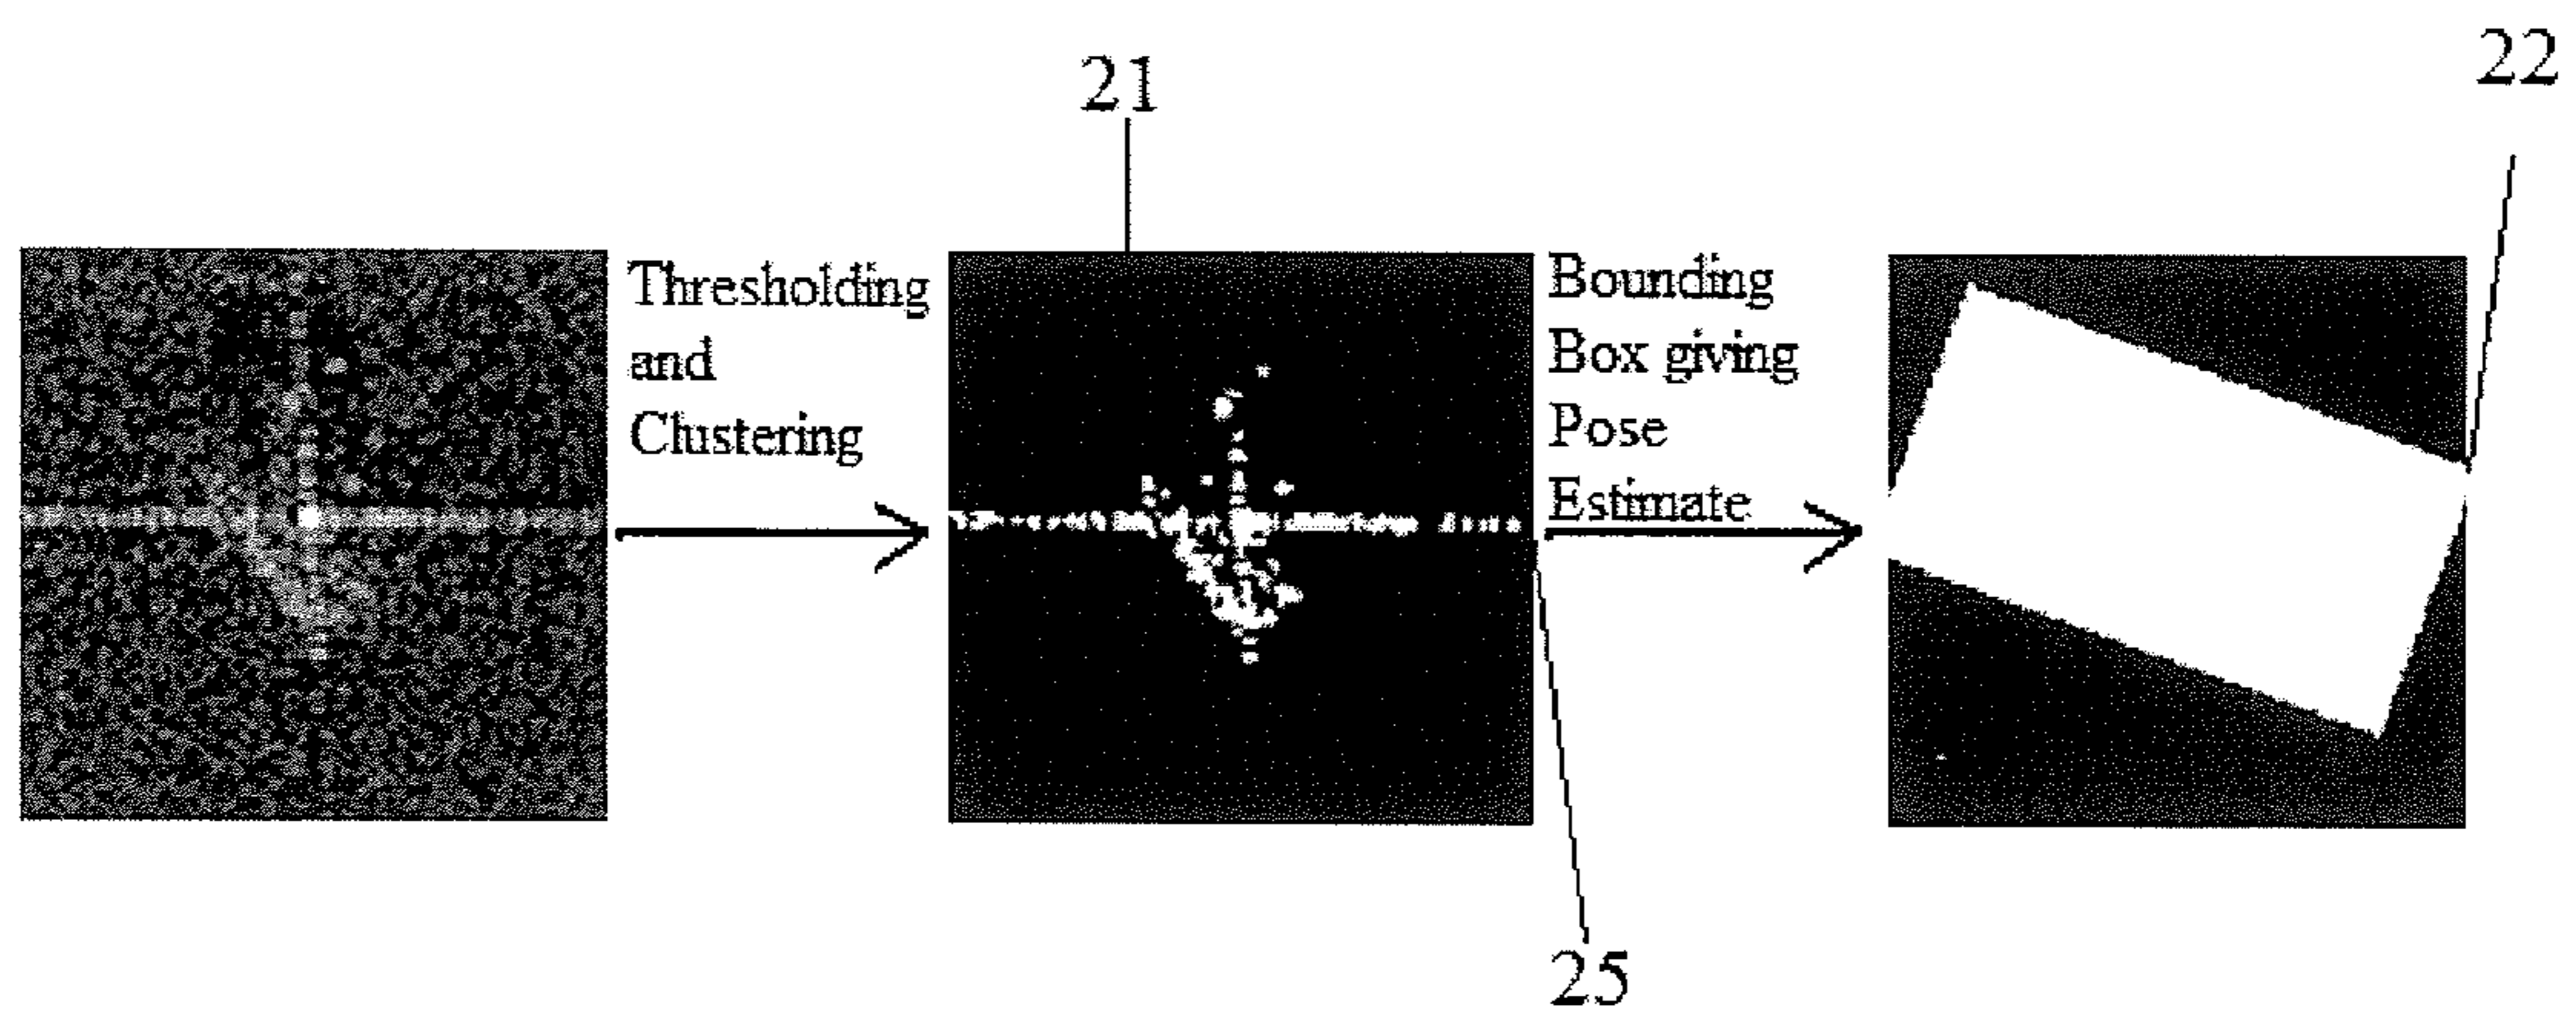 21
22
Thresholding
and
Clustering
Bounding
Box giving
Pose
Estimate
25